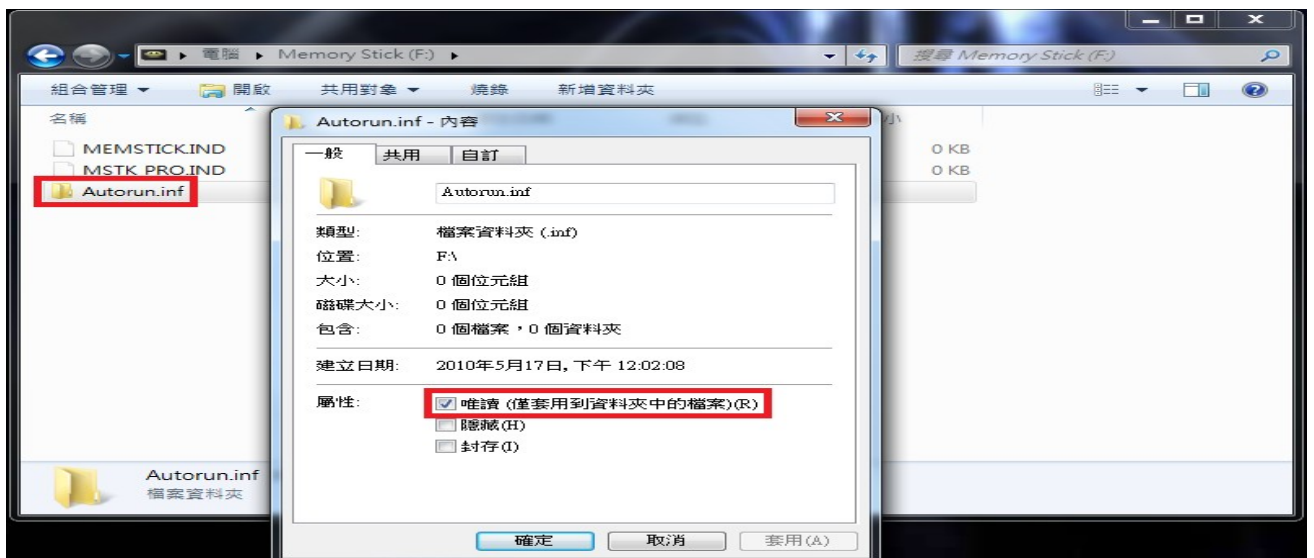 電腦 Memory Stick (F:)
搜尋 Memory Stick (F:)
組合管理 開啟 共用對象 燒錄 新增資料夾
名稱
MEMSTICK.IND 0 KB
MSTK_PRO.IND 0 KB
Autorun.inf
Autorun.inf - 內容
一般 共用 自訂
Autorun.inf
類型: 檔案資料夾 (.inf)
位置: F:\
大小: 0 個位元組
磁碟大小: 0 個位元組
包含: 0 個檔案，0 個資料夾
建立日期: 2010年5月17日, 下午 12:02:08
屬性: 唯讀 (僅套用到資料夾中的檔案)(R)
隱藏(H)
封存(I)
Autorun.inf
檔案資料夾
確定 取消 套用(A)